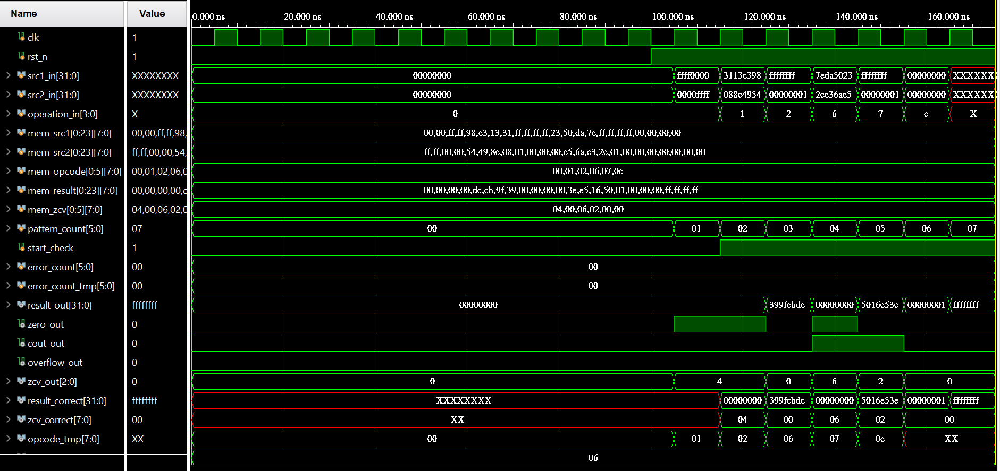 Name Value 0.000 ns 20.000 ns 40.000 ns 60.000 ns 80.000 ns 100.000 ns 120.000 ns 140.000 ns 160.000 ns
clk 1
rst_n 1
src1_in[31:0] XXXXXXXX 00000000 ffff0000 3113c398 ffffffff 7eda5023 ffffffff 00000000 XXXXXXX
src2_in[31:0] XXXXXXXX 00000000 0000ffff 088e4954 00000001 2ec36ae5 00000001 00000000 XXXXXXX
operation_in[3:0] X 0 1 2 6 7 c X
mem_src1[0:23][7:0] 00,00,ff,ff,98, 00,00,ff,ff,98,c3,13,31,ff,ff,ff,ff,23,50,da,7e,ff,ff,ff,ff,00,00,00,00
mem_src2[0:23][7:0] ff,ff,00,00,54, ff,ff,00,00,54,49,8e,08,01,00,00,00,e5,6a,c3,2e,01,00,00,00,00,00,00,00
mem_opcode[0:5][7:0] 00,01,02,06,0 00,01,02,06,07,0c
mem_result[0:23][7:0] 00,00,00,00,d 00,00,00,00,dc,cb,9f,39,00,00,00,00,3e,e5,16,50,01,00,00,00,ff,ff,ff,ff
mem_zcv[0:5][7:0] 04,00,06,02,0 04,00,06,02,00,00
pattern_count[5:0] 07 00 01 02 03 04 05 06 07
start_check 1
error_count[5:0] 00 00
error_count_tmp[5:0] 00 00
result_out[31:0] ffffffff 00000000 399fcbdc 00000000 5016e53e 00000001 ffffffff
zero_out 0
cout_out 0
overflow_out 0
zcv_out[2:0] 0 0 4 0 6 2 0
result_correct[31:0] ffffffff XXXXXXXX 00000000 399fcbdc 00000000 5016e53e 00000001 ffffffff
zcv_correct[7:0] 00 XX 04 00 06 02 00
opcode_tmp[7:0] XX 00 01 02 06 07 0c XX
06